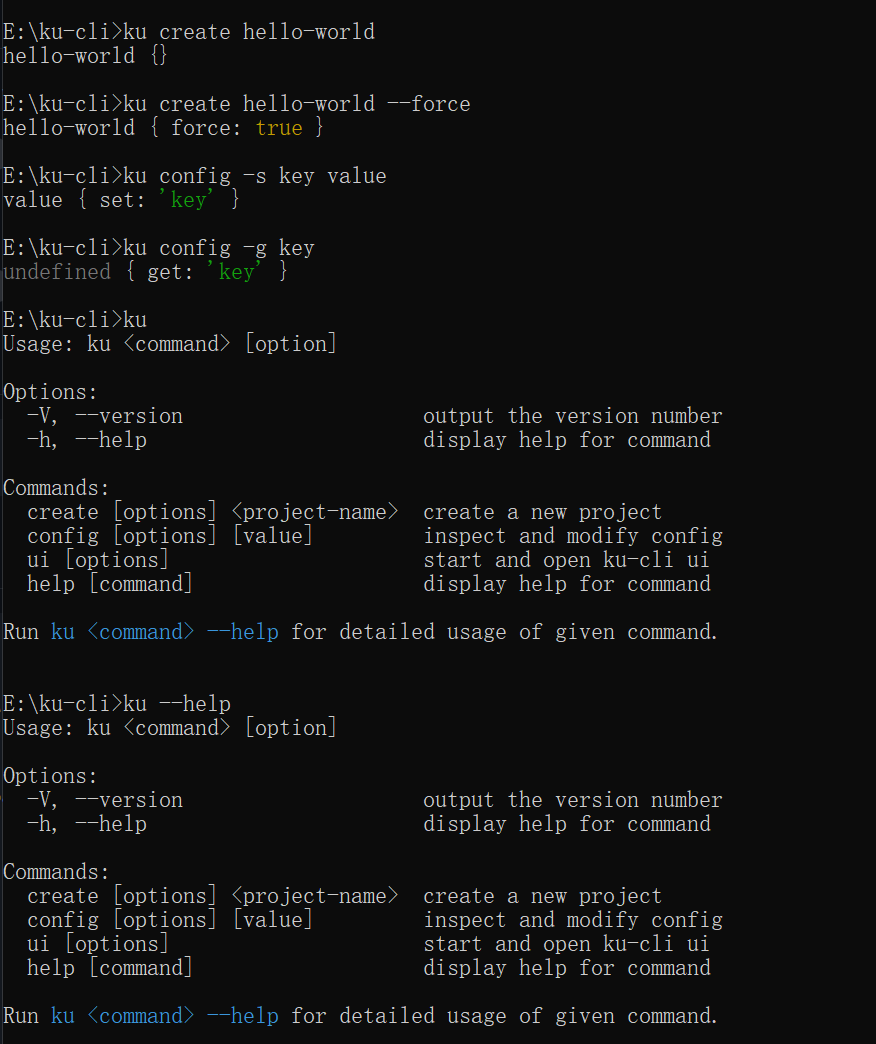 E:\ku-cli>ku create hello-world
hello-world {}
E:\ku-cli>ku create hello-world --force
hello-world { force: true }
E:\ku-cli>ku config -s key value
value { set: 'key' }
E:\ku-cli>ku config -g key
undefined { get: 'key' }
E:\ku-cli>ku
Usage: ku <command> [option]
Options:
  -V, --version                    output the version number
  -h, --help                       display help for command
Commands:
  create [options] <project-name>  create a new project
  config [options] [value]         inspect and modify config
  ui [options]                     start and open ku-cli ui
  help [command]                   display help for command
Run ku <command> --help for detailed usage of given command.
E:\ku-cli>ku --help
Usage: ku <command> [option]
Options:
  -V, --version                    output the version number
  -h, --help                       display help for command
Commands:
  create [options] <project-name>  create a new project
  config [options] [value]         inspect and modify config
  ui [options]                     start and open ku-cli ui
  help [command]                   display help for command
Run ku <command> --help for detailed usage of given command.